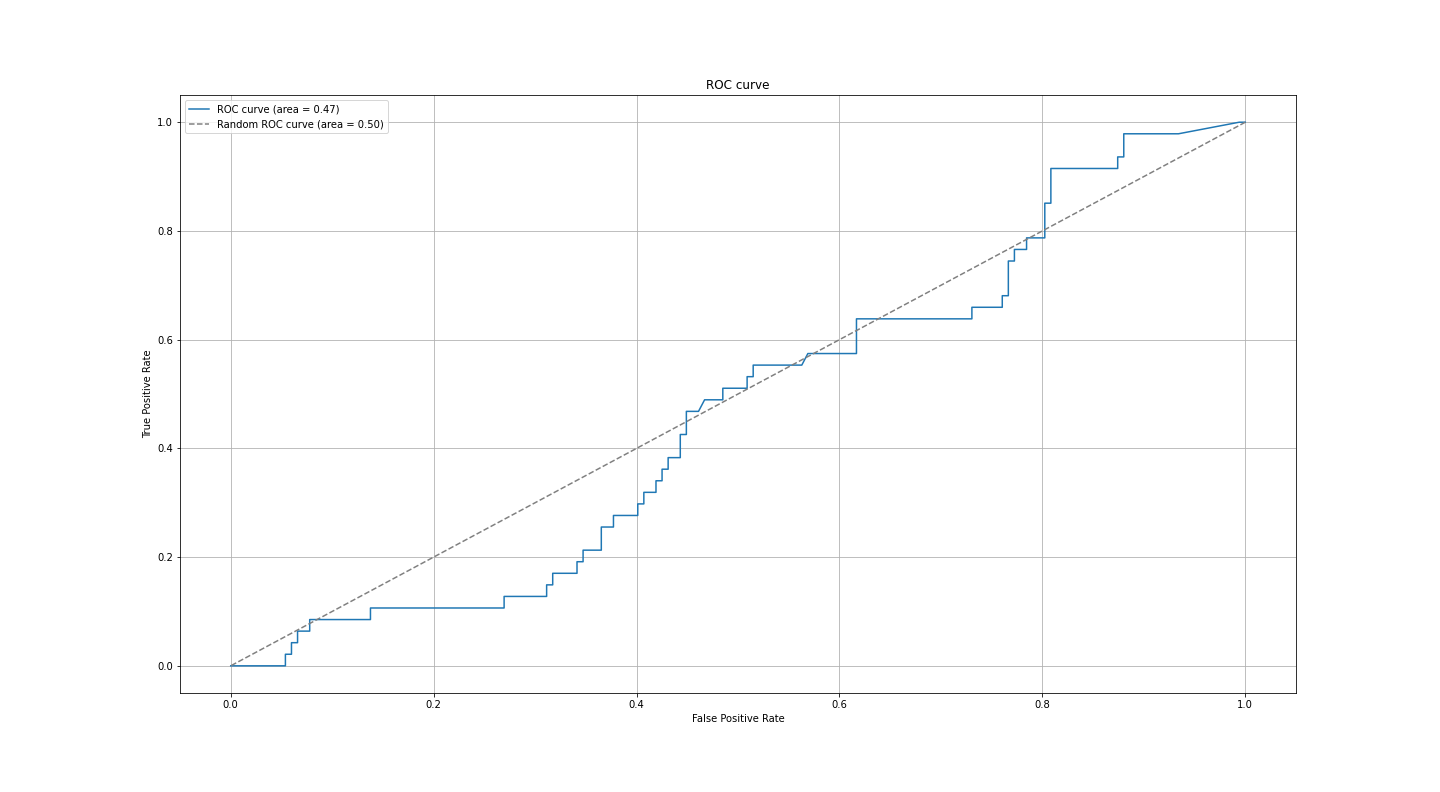 ROC curve
ROC curve (area = 0.47)
Random ROC curve (area = 0.50)
1.0
0.8
0.6
0.4
0.2
0.0
True Positive Rate
0.0 0.2 0.4 0.6 0.8 1.0
False Positive Rate